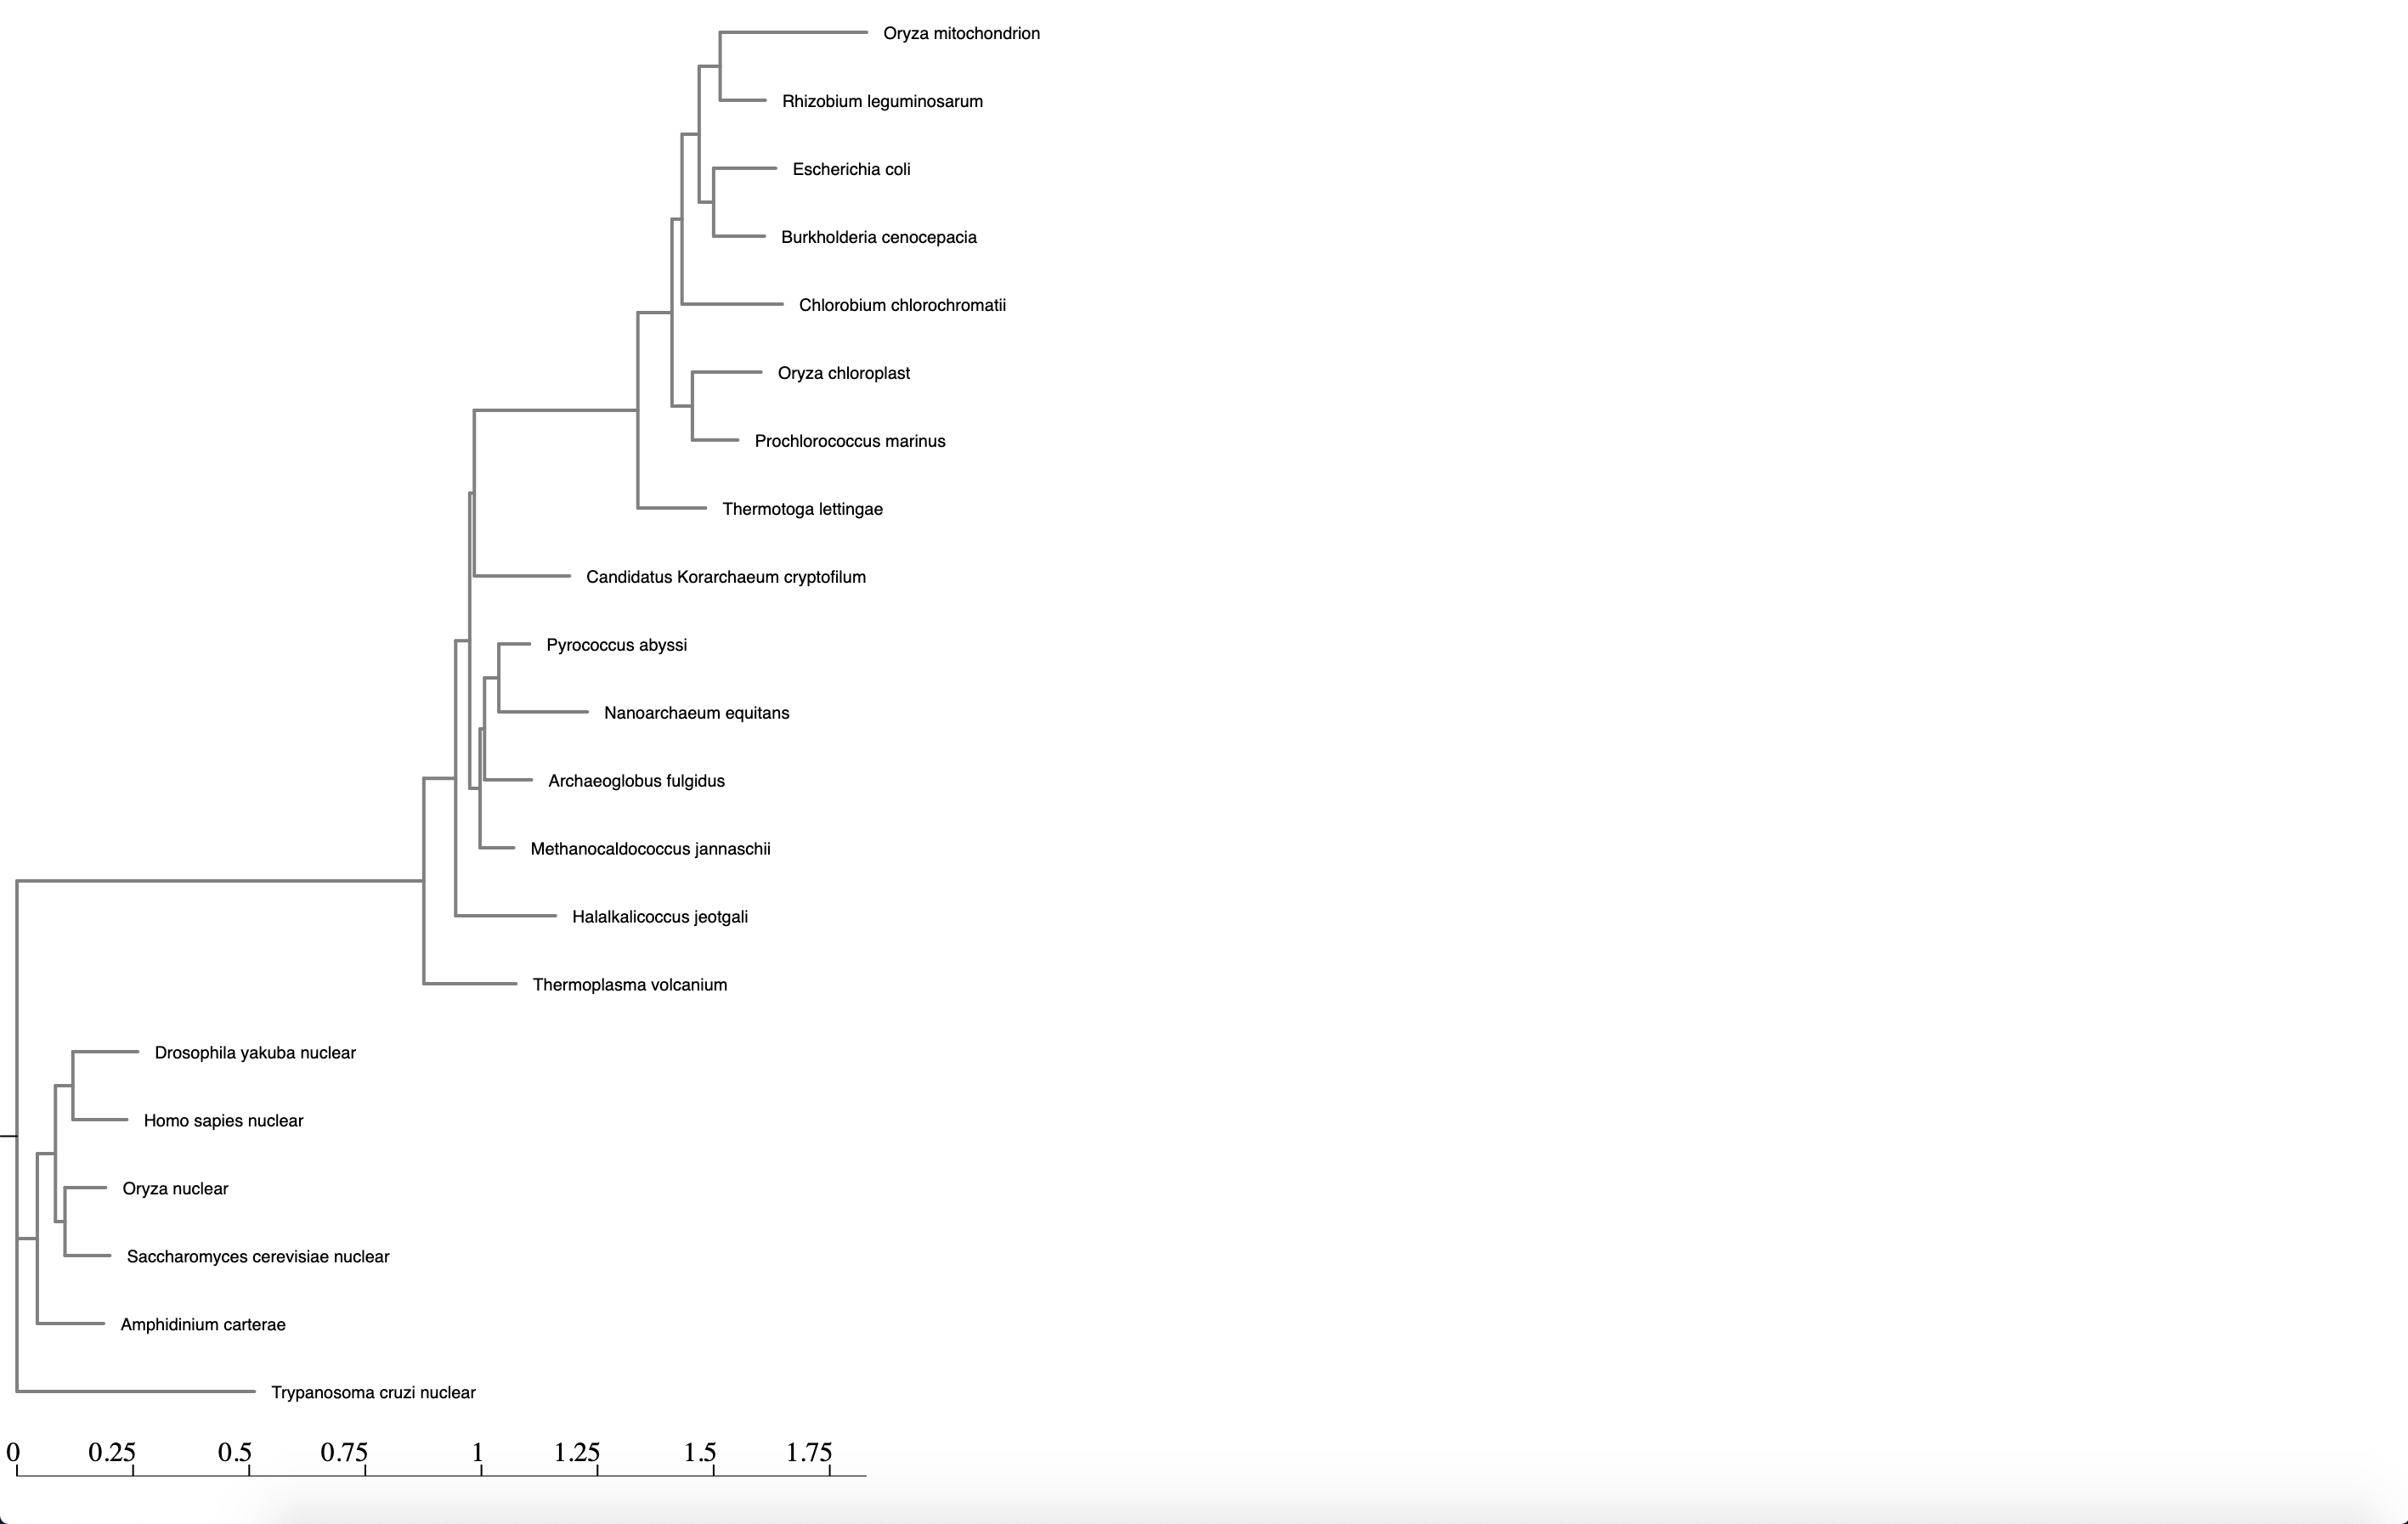 Oryza mitochondrion
Rhizobium leguminosarum
Escherichia coli
Burkholderia cenocepacia
Chlorobium chlorochromatii
Oryza chloroplast
Prochlorococcus marinus
Thermotoga lettingae
Candidatus Korarchaeum cryptofilum
Pyrococcus abyssi
Nanoarchaeum equitans
Archaeoglobus fulgidus
Methanocaldococcus jannaschii
Halalkalicoccus jeotgali
Thermoplasma volcanium
Drosophila yakuba nuclear
Homo sapies nuclear
Oryza nuclear
Saccharomyces cerevisiae nuclear
Amphidinium carterae
Trypanosoma cruzi nuclear
0 0.25 0.5 0.75 1 1.25 1.5 1.75